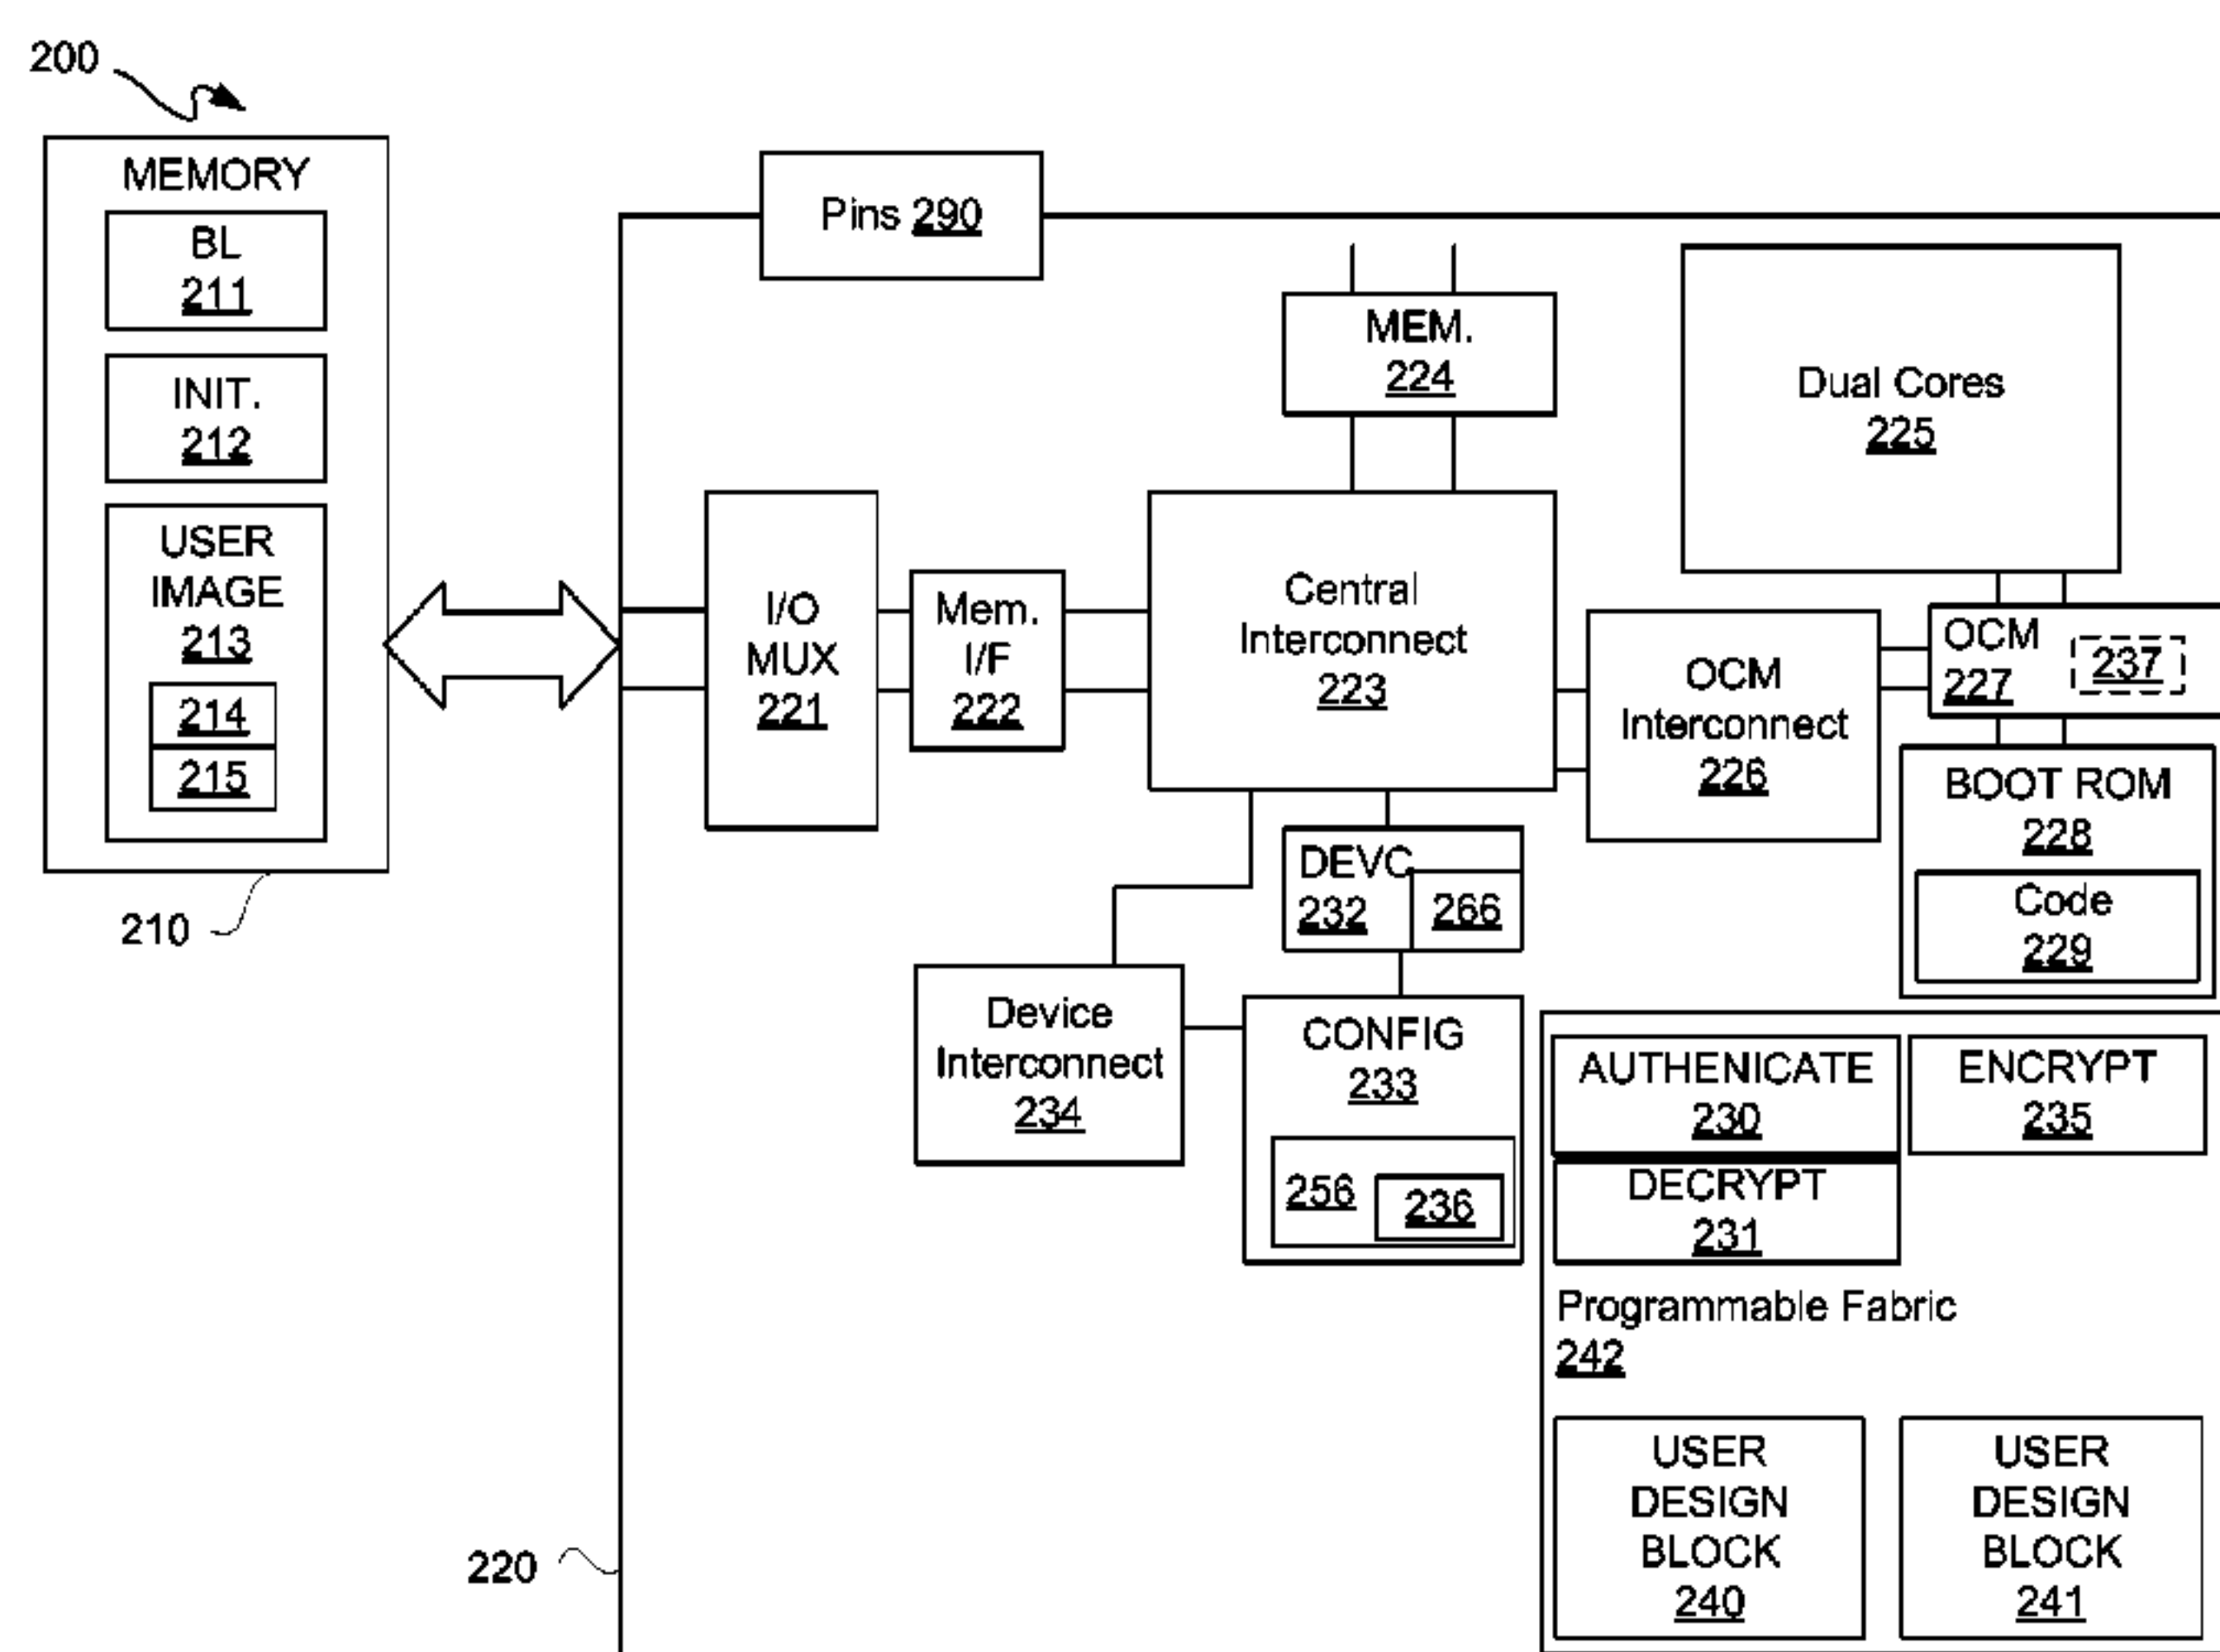 200
MEMORY
BL
211
INIT.
212
USER
IMAGE
213
214
215
210
220
Pins 290
MEM.
224
Dual Cores
225
I/O
MUX
221
Mem.
I/F
222
Central
Interconnect
223
OCM
Interconnect
226
OCM
227
237
BOOT ROM
228
Code
229
DEVC
232
266
Device
Interconnect
234
CONFIG
233
256
236
AUTHENICATE
230
ENCRYPT
235
DECRYPT
231
Programmable Fabric
242
USER
DESIGN
BLOCK
240
USER
DESIGN
BLOCK
241